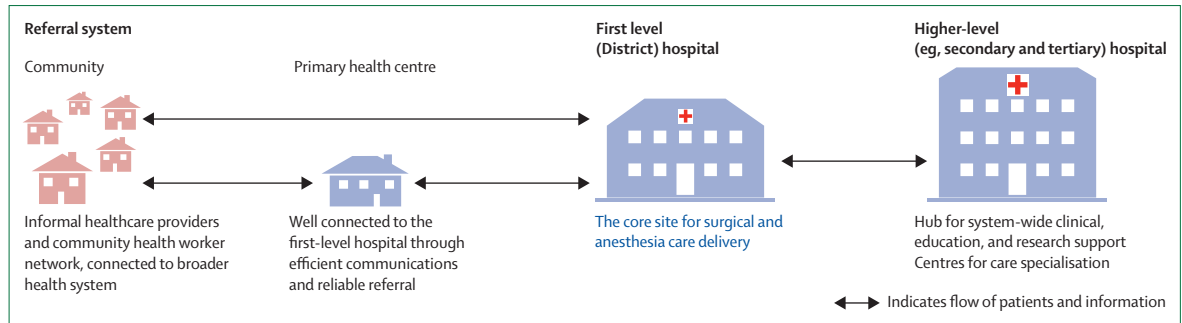 Referral system
Community
Primary health centre
First level
(District) hospital
Higher-level
(eg, secondary and tertiary) hospital
Informal healthcare providers
and community health worker
network, connected to broader
health system
Well connected to the
first-level hospital through
efficient communications
and reliable referral
The core site for surgical and
anesthesia care delivery
Hub for system-wide clinical,
education, and research support
Centres for care specialisation
Indicates flow of patients and information